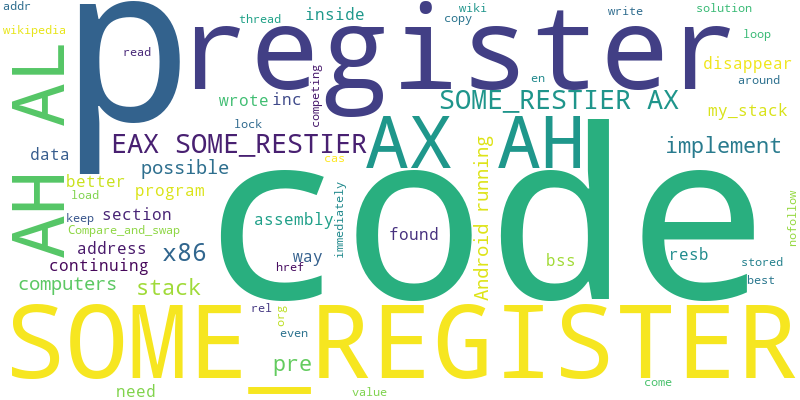 addr
wikipedia
read
thread
inside
copy
wiki
write
solution
loop
disappear
around
AH AL
p
register
wrote
inc
competing
SOME_RESTIER AX
my_stack
lock
EAX SOME_RESTIER
AX AH
implement
data
possible
cas
better
load
program
code
Android running
nofollow
keep
section
Compare_and_swap
address
x86
assembly
immediately
found
way
continuing
href
bss
resb
stored
en
computers
stack
best
SOME_REGISTER
rel
org
even
pre
need
value
come